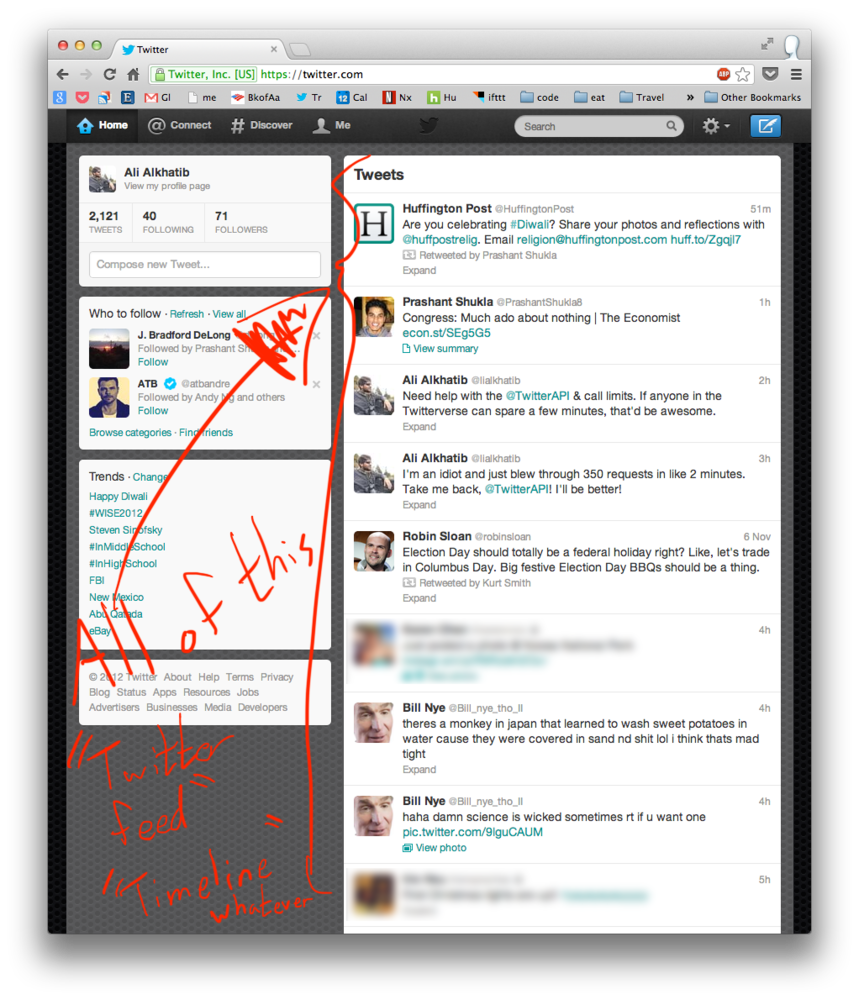 Twitter
Twitter, Inc. [US] https://twitter.com
ABP
GI me BkofAa Tr 12 Cal Nx Hu ifttt code eat Travel » Other Bookmarks
Home @ Connect # Discover Me Search
Ali Alkhatib
View my profile page
2,121 40 71
TWEETS FOLLOWING FOLLOWERS
Compose new Tweet...
Who to follow · Refresh · View all
J. Bradford DeLong
Followed by Prashant
Follow
ATB @atbandre
Followed by Andy Ng and others
Follow
Browse categories · Find friends
Trends · Change
Happy Diwali
#WISE2012
Steven Sinofsky
#InMiddleSchool
#InHighSchool
FBI
New Mexico
Abu Qatada
eBay
© 2012 Twitter About Help Terms Privacy
Blog Status Apps Resources Jobs
Advertisers Businesses Media Developers
All of this
"Twitter
feed"
"Timeline"
whatever
Tweets
Huffington Post @HuffingtonPost 51m
H
Are you celebrating #Diwali? Share your photos and reflections with
@huffpostrelig. Email religion@huffingtonpost.com huff.to/Zgqjl7
Retweeted by Prashant Shukla
Expand
Prashant Shukla @PrashantShukla8 1h
Congress: Much ado about nothing | The Economist
econ.st/SEg5G5
View summary
Ali Alkhatib @lialkhatib 2h
Need help with the @TwitterAPI & call limits. If anyone in the
Twitterverse can spare a few minutes, that'd be awesome.
Expand
Ali Alkhatib @lialkhatib 3h
I'm an idiot and just blew through 350 requests in like 2 minutes.
Take me back, @TwitterAPI! I'll be better!
Expand
Robin Sloan @robinsloan 6 Nov
Election Day should totally be a federal holiday right? Like, let's trade
in Columbus Day. Big festive Election Day BBQs should be a thing.
Retweeted by Kurt Smith
Expand
4h
Bill Nye @Bill_nye_tho_ll 4h
theres a monkey in japan that learned to wash sweet potatoes in
water cause they were covered in sand nd shit lol i think thats mad
tight
Expand
Bill Nye @Bill_nye_tho_ll 4h
haha damn science is wicked sometimes rt if u want one
pic.twitter.com/9lguCAUM
View photo
5h